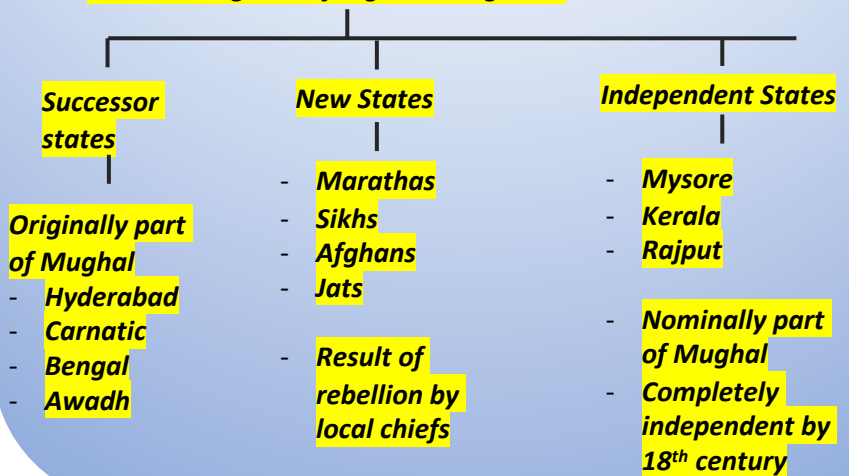 Successor
states
Originally part
of Mughal
- Hyderabad
- Carnatic
- Bengal
- Awadh
New States
- Marathas
- Sikhs
- Afghans
- Jats
- Result of
rebellion by
local chiefs
Independent States
- Mysore
- Kerala
- Rajput
- Nominally part
of Mughal
- Completely
independent by
18th century